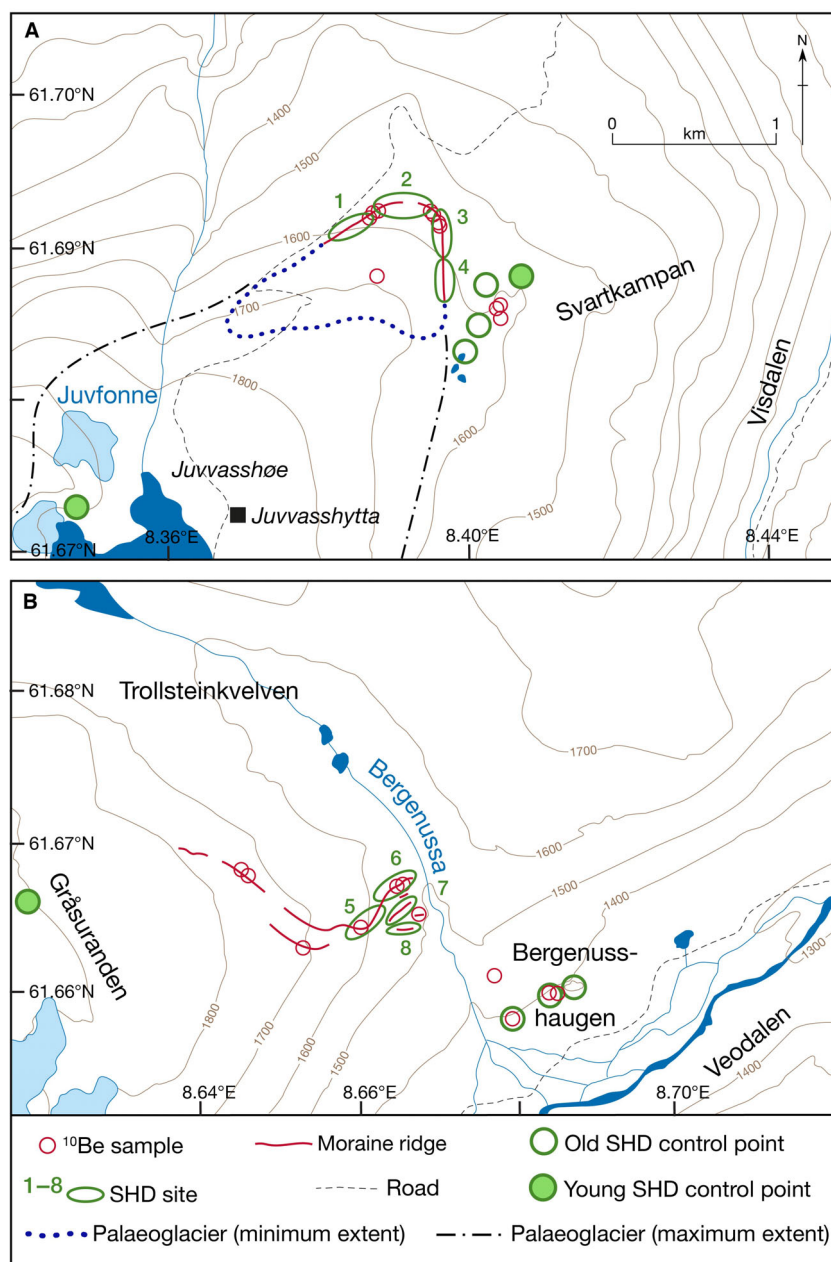 A
N
61.70°N
0 1
km
1400
1500
2
1
3
61.69°N
1600
4
1700
Svartkampan
Juvfonne
1800
Visdalen
1600
Juvvasshøe
1500
Juvvasshytta
61.67°N
8.36°E
8.40°E
8.44°E
B
61.68°N
Trollsteinkvelven
1700
Bergenussa
61.67°N
1600
1500
6
1400
7
Gråsuranden
5
8
Bergenuss-
haugen
1300
61.66°N
1800
1700
1600
1500
Veodalen
1400
8.64°E
8.66°E
8.70°E
¹⁰Be sample
Moraine ridge
Old SHD control point
1–8 SHD site
Road
Young SHD control point
Palaeoglacier (minimum extent)
Palaeoglacier (maximum extent)